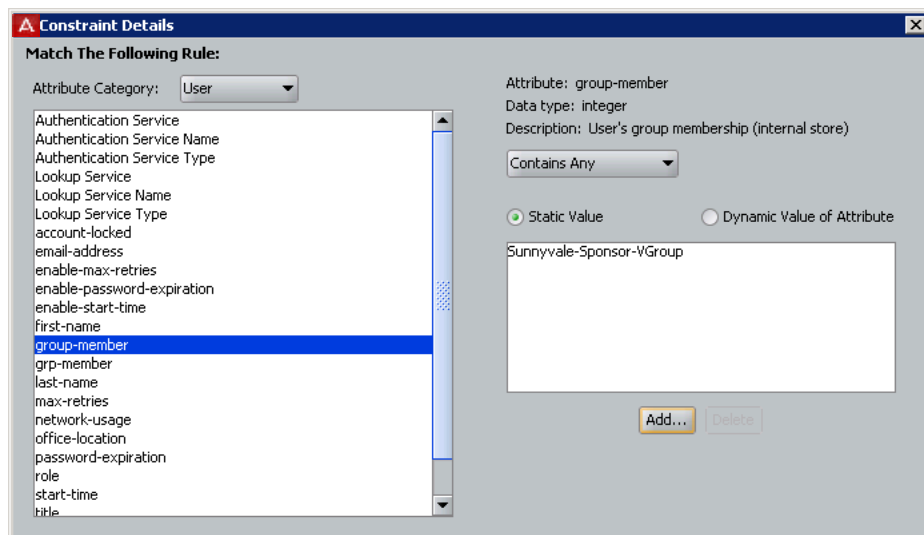 Constraint Details
Match The Following Rule:
Attribute Category: User
Authentication Service
Authentication Service Name
Authentication Service Type
Lookup Service
Lookup Service Name
Lookup Service Type
account-locked
email-address
enable-max-retries
enable-password-expiration
enable-start-time
first-name
group-member
grp-member
last-name
max-retries
network-usage
office-location
password-expiration
role
start-time
title
Attribute: group-member
Data type: integer
Description: User's group membership (internal store)
Contains Any
Static Value Dynamic Value of Attribute
Sunnyvale-Sponsor-VGroup
Add... Delete